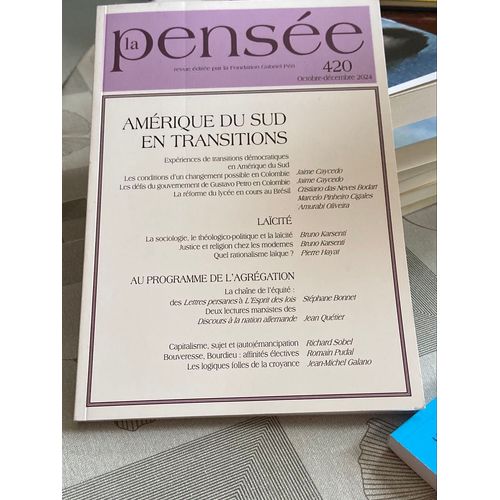 la pensée
revue éditée par la Fondation Gabriel Péri
420
Octobre-décembre 2024
AMÉRIQUE DU SUD
EN TRANSITIONS
Expériences de transitions démocratiques
en Amérique du Sud
Les conditions d'un changement possible en Colombie Jaime Caycedo
Les défis du gouvernement de Gustavo Petro en Colombie Jaime Caycedo
La réforme du lycée en cours au Brésil Cristiano das Neves Bodart
Marcelo Pinheiro Cigales
Amurabi Oliveira
LAÏCITÉ
La sociologie, le théologico-politique et la laïcité Bruno Karsenti
Justice et religion chez les modernes Bruno Karsenti
Quel rationalisme laïque ? Pierre Hayat
AU PROGRAMME DE L'AGRÉGATION
La chaîne de l'équité :
des Lettres persanes à L'Esprit des lois Stéphane Bonnet
Deux lectures marxistes des
Discours à la nation allemande Jean Quétier
Capitalisme, sujet et (auto)émancipation Richard Sobel
Bouveresse, Bourdieu : affinités électives Romain Pudal
Les logiques folles de la croyance Jean-Michel Galano